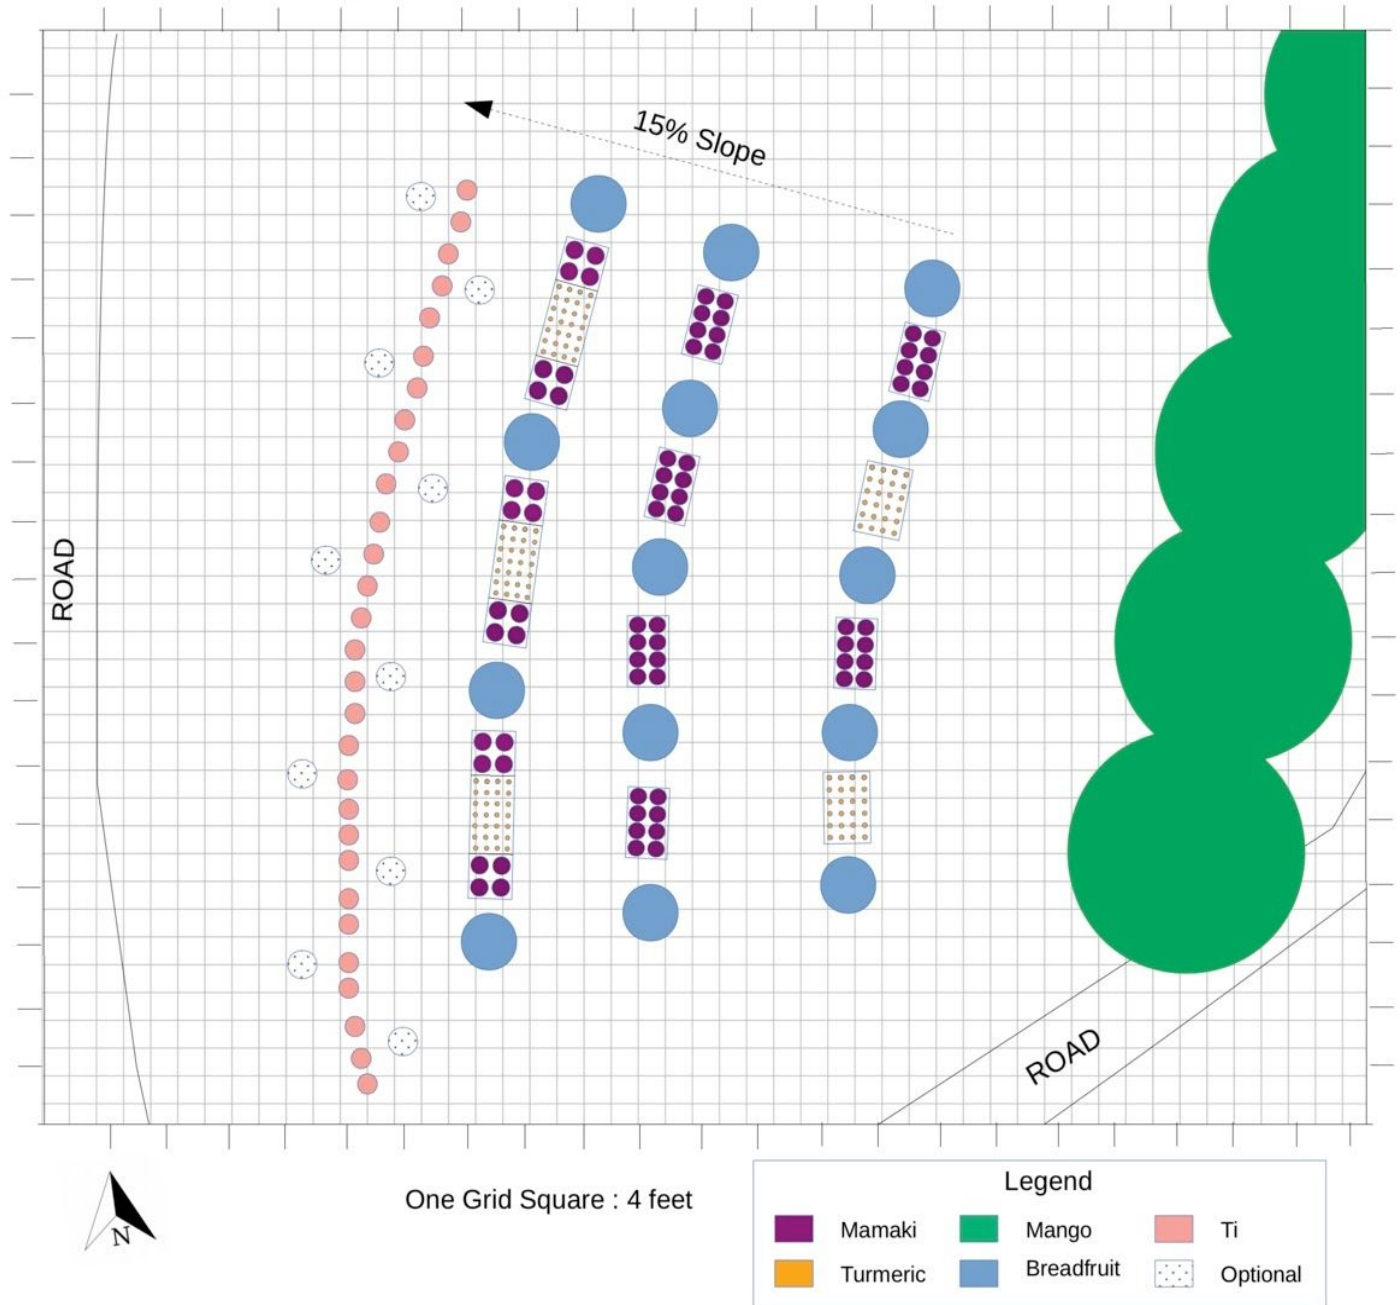 15% Slope
ROAD
ROAD
N
One Grid Square : 4 feet
Legend
Mamaki
Mango
Ti
Turmeric
Breadfruit
Optional